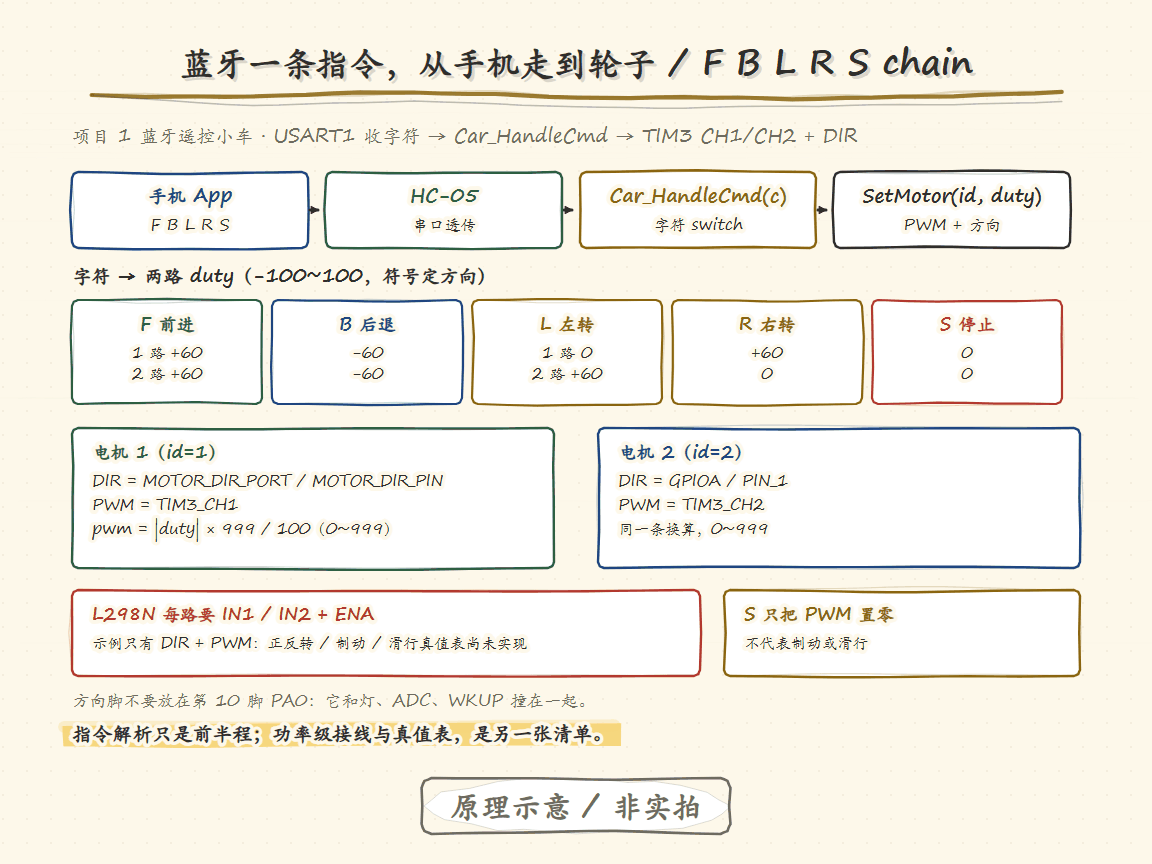 蓝牙一条指令，从手机走到轮子 / F B L R S chain
项目 1 蓝牙遥控小车 · USART1 收字符 → Car_HandleCmd → TIM3 CH1/CH2 + DIR
手机 App
F B L R S
HC-05
串口透传
Car_HandleCmd(c)
字符 switch
SetMotor(id, duty)
PWM + 方向
字符 → 两路 duty（-100~100，符号定方向）
F 前进
1 路 +60
2 路 +60
B 后退
-60
-60
L 左转
1 路 0
2 路 +60
R 右转
+60
0
S 停止
0
0
电机 1（id=1）
DIR = MOTOR_DIR_PORT / MOTOR_DIR_PIN
PWM = TIM3_CH1
pwm = |duty| × 999 / 100（0~999）
电机 2（id=2）
DIR = GPIOA / PIN_1
PWM = TIM3_CH2
同一条换算，0~999
L298N 每路要 IN1 / IN2 + ENA
示例只有 DIR + PWM：正反转 / 制动 / 滑行真值表尚未实现
S 只把 PWM 置零
不代表制动或滑行
方向脚不要放在第 10 脚 PA0：它和灯、ADC、WKUP 撞在一起。
指令解析只是前半程；功率级接线与真值表，是另一张清单。
原理示意 / 非实拍